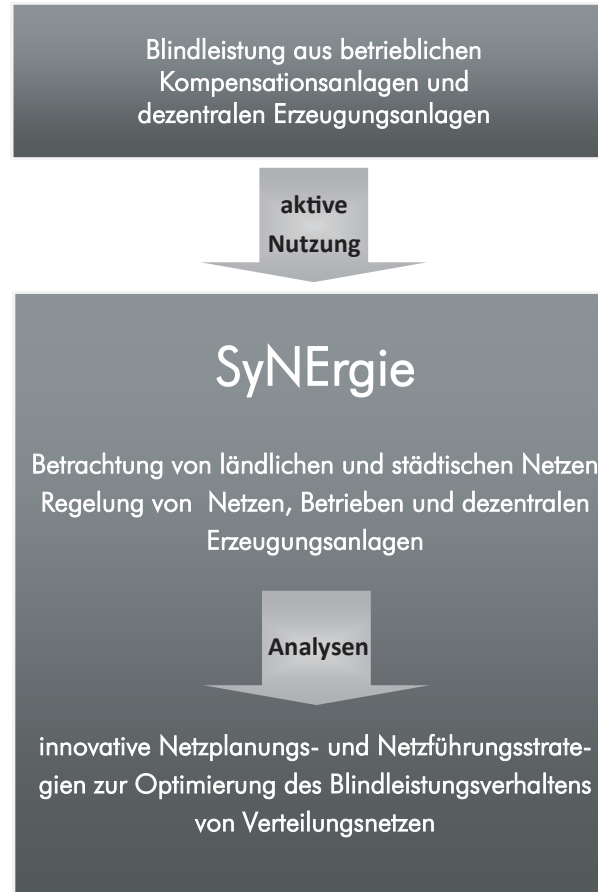 Blindleistung aus betrieblichen
Kompensationsanlagen und
dezentralen Erzeugungsanlagen
aktive
Nutzung
SyNErgie
Betrachtung von ländlichen und städtischen Netzen
Regelung von Netzen, Betrieben und dezentralen
Erzeugungsanlagen
Analysen
innovative Netzplanungs- und Netzführungsstrate-
gien zur Optimierung des Blindleistungsverhaltens
von Verteilungsnetzen